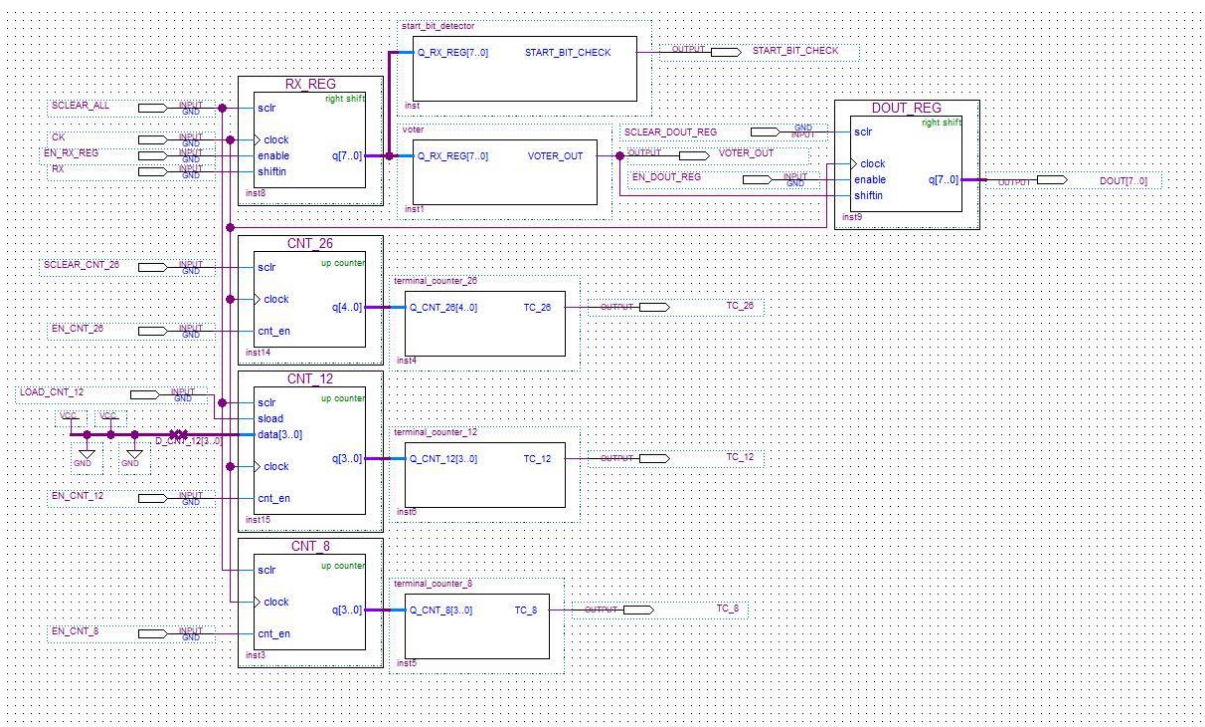 start_bit_detector
Q_RX_REG[7..0] START_BIT_CHECK
inst
OUTPUT START_BIT_CHECK
RX_REG
right shift
SCLEAR_ALL INPUT GND sclr
CK INPUT GND clock
EN_RX_REG INPUT GND enable q[7..0]
RX INPUT GND shiftin
inst8
voter
Q_RX_REG[7..0] VOTER_OUT
inst1
OUTPUT VOTER_OUT
DOUT_REG
right shift
SCLEAR_DOUT_REG GND INPUT sclr
clock
EN_DOUT_REG INPUT GND enable q[7..0]
shiftin
inst9
OUTPUT DOUT[7..0]
CNT_26
up counter
SCLEAR_CNT_26 INPUT GND sclr
clock q[4..0]
EN_CNT_26 INPUT GND cnt_en
inst14
terminal_counter_26
Q_CNT_26[4..0] TC_26
inst4
OUTPUT TC_26
CNT_12
up counter
LOAD_CNT_12 INPUT GND
sclr
sload
VCC VCC
data[3..0]
D_CNT_12[3..0]
GND GND
clock q[3..0]
EN_CNT_12 INPUT GND cnt_en
inst15
terminal_counter_12
Q_CNT_12[3..0] TC_12
inst6
OUTPUT TC_12
CNT_8
up counter
sclr
clock q[3..0]
EN_CNT_8 INPUT GND cnt_en
inst3
terminal_counter_8
Q_CNT_8[3..0] TC_8
inst5
OUTPUT TC_8